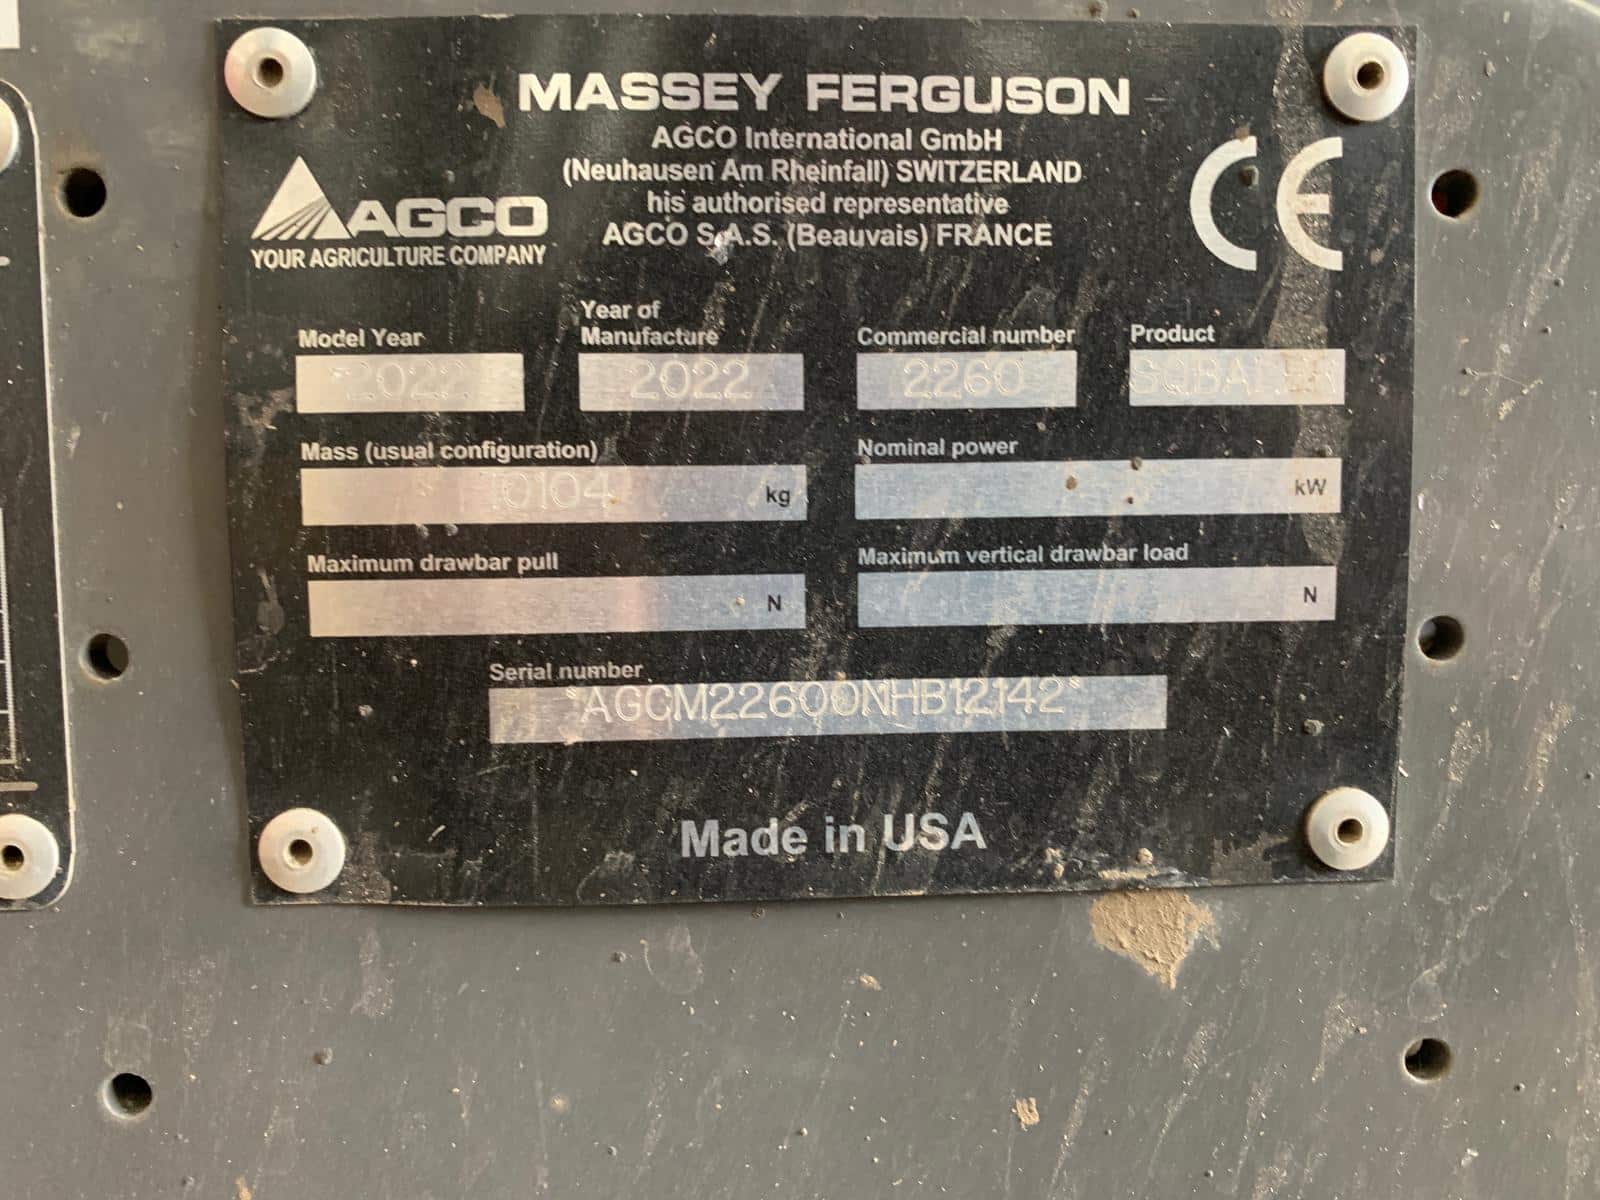 MASSEY FERGUSON
AGCO International GmbH
(Neuhausen Am Rheinfall) SWITZERLAND
his authorised representative
AGCO S.A.S. (Beauvais) FRANCE
AGCO
YOUR AGRICULTURE COMPANY
CE
Model Year
2022
Year of
Manufacture
2022
Commercial number
2260
Product
Mass (usual configuration)
10104 kg
Nominal power
kW
Maximum drawbar pull
N
Maximum vertical drawbar load
N
Serial number
*AGCM22600NHB12142*
Made in USA